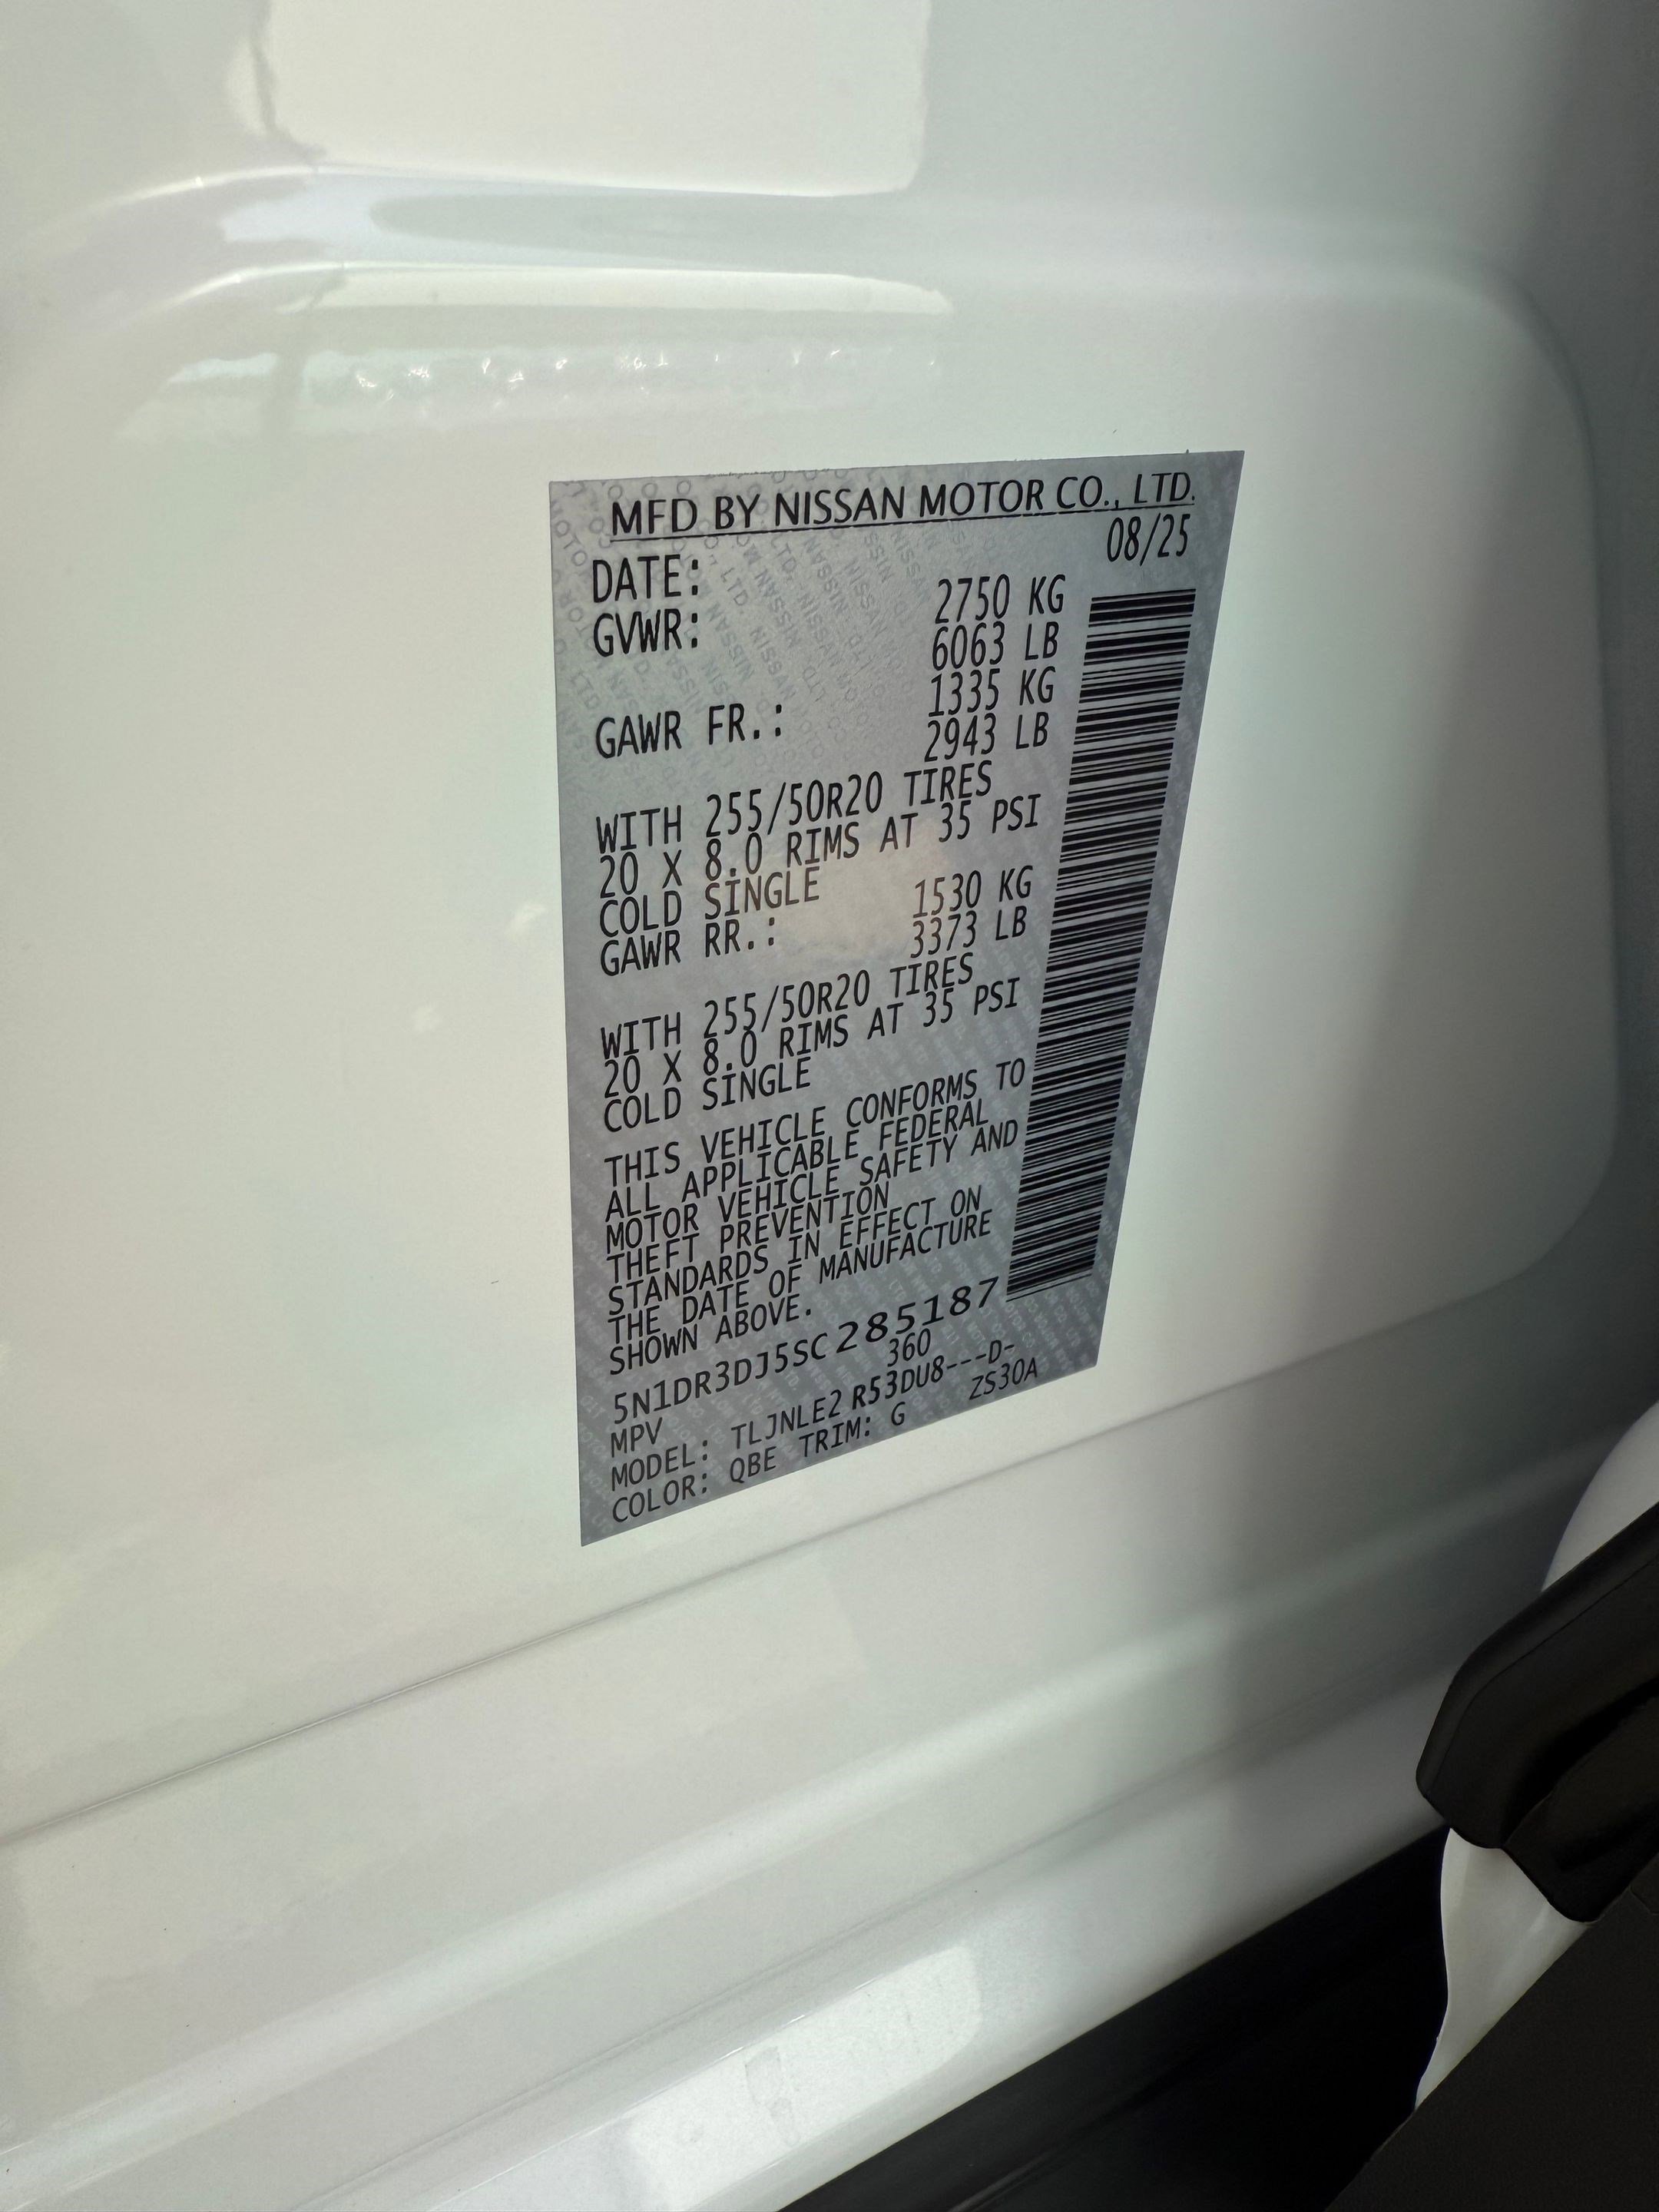 MFD BY NISSAN MOTOR CO., LTD.
DATE: 08/25
GVWR: 2750 KG
6063 LB
GAWR FR.: 1335 KG
2943 LB
WITH 255/50R20 TIRES
20 X 8.0 RIMS AT 35 PSI
COLD SINGLE
GAWR RR.: 1530 KG
3373 LB
WITH 255/50R20 TIRES
20 X 8.0 RIMS AT 35 PSI
COLD SINGLE
THIS VEHICLE CONFORMS TO
ALL APPLICABLE FEDERAL
MOTOR VEHICLE SAFETY AND
THEFT PREVENTION
STANDARDS IN EFFECT ON
THE DATE OF MANUFACTURE
SHOWN ABOVE.
5N1DR3DJ5SC285187
MPV 360
MODEL: TLJNLE2 R53DU8---D-
COLOR: QBE TRIM: G ZS30A